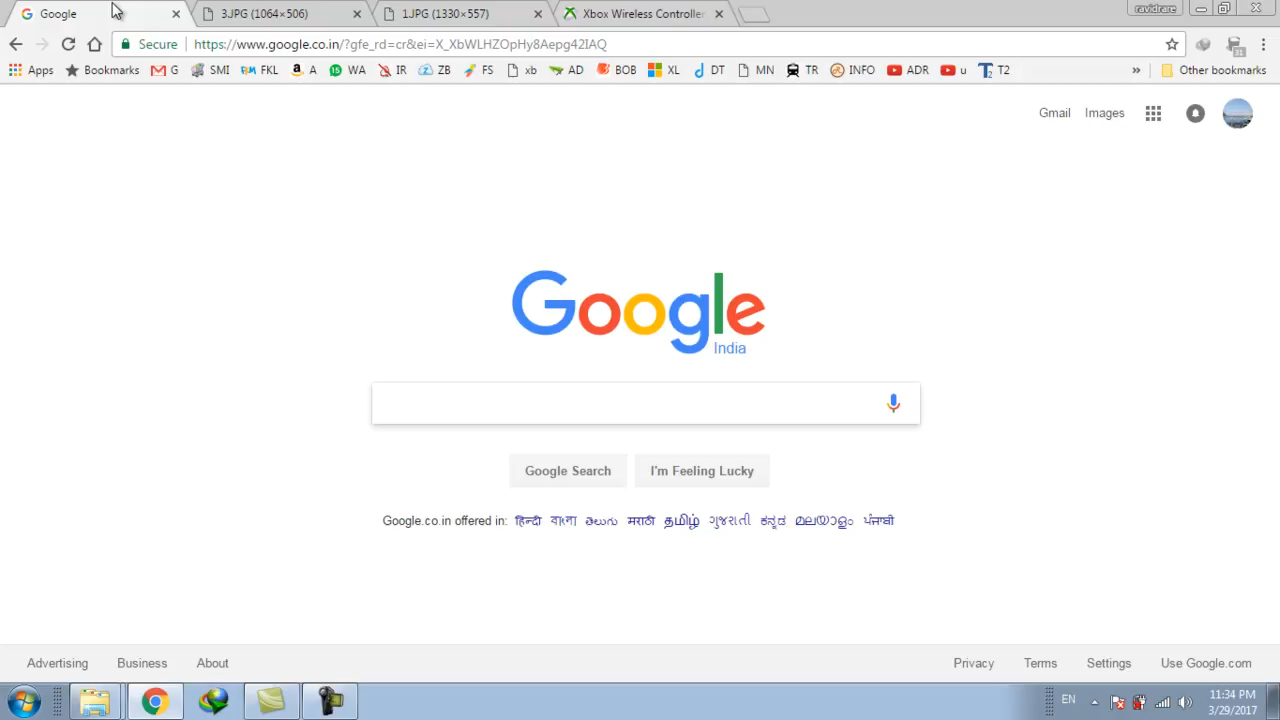 Google
3.JPG (1064×506)
1.JPG (1330×557)
Xbox Wireless Controller
ravidrare
Secure
https://www.google.co.in/?gfe_rd=cr&ei=X_XbWLHZOpHy8Aepg42IAQ
Apps
Bookmarks
G
SMI
FKL
A
WA
IR
ZB
FS
xb
AD
BOB
XL
DT
MN
TR
INFO
ADR
u
T2
Other bookmarks
Gmail
Images
Google
India
Google Search
I'm Feeling Lucky
Google.co.in offered in: हिन्दी বাংলা తెలుగు मराठी தமிழ் ગુજરાતી ಕನ್ನಡ മലയാളം ਪੰਜਾਬੀ
Advertising
Business
About
Privacy
Terms
Settings
Use Google.com
EN
11:34 PM
3/29/2017